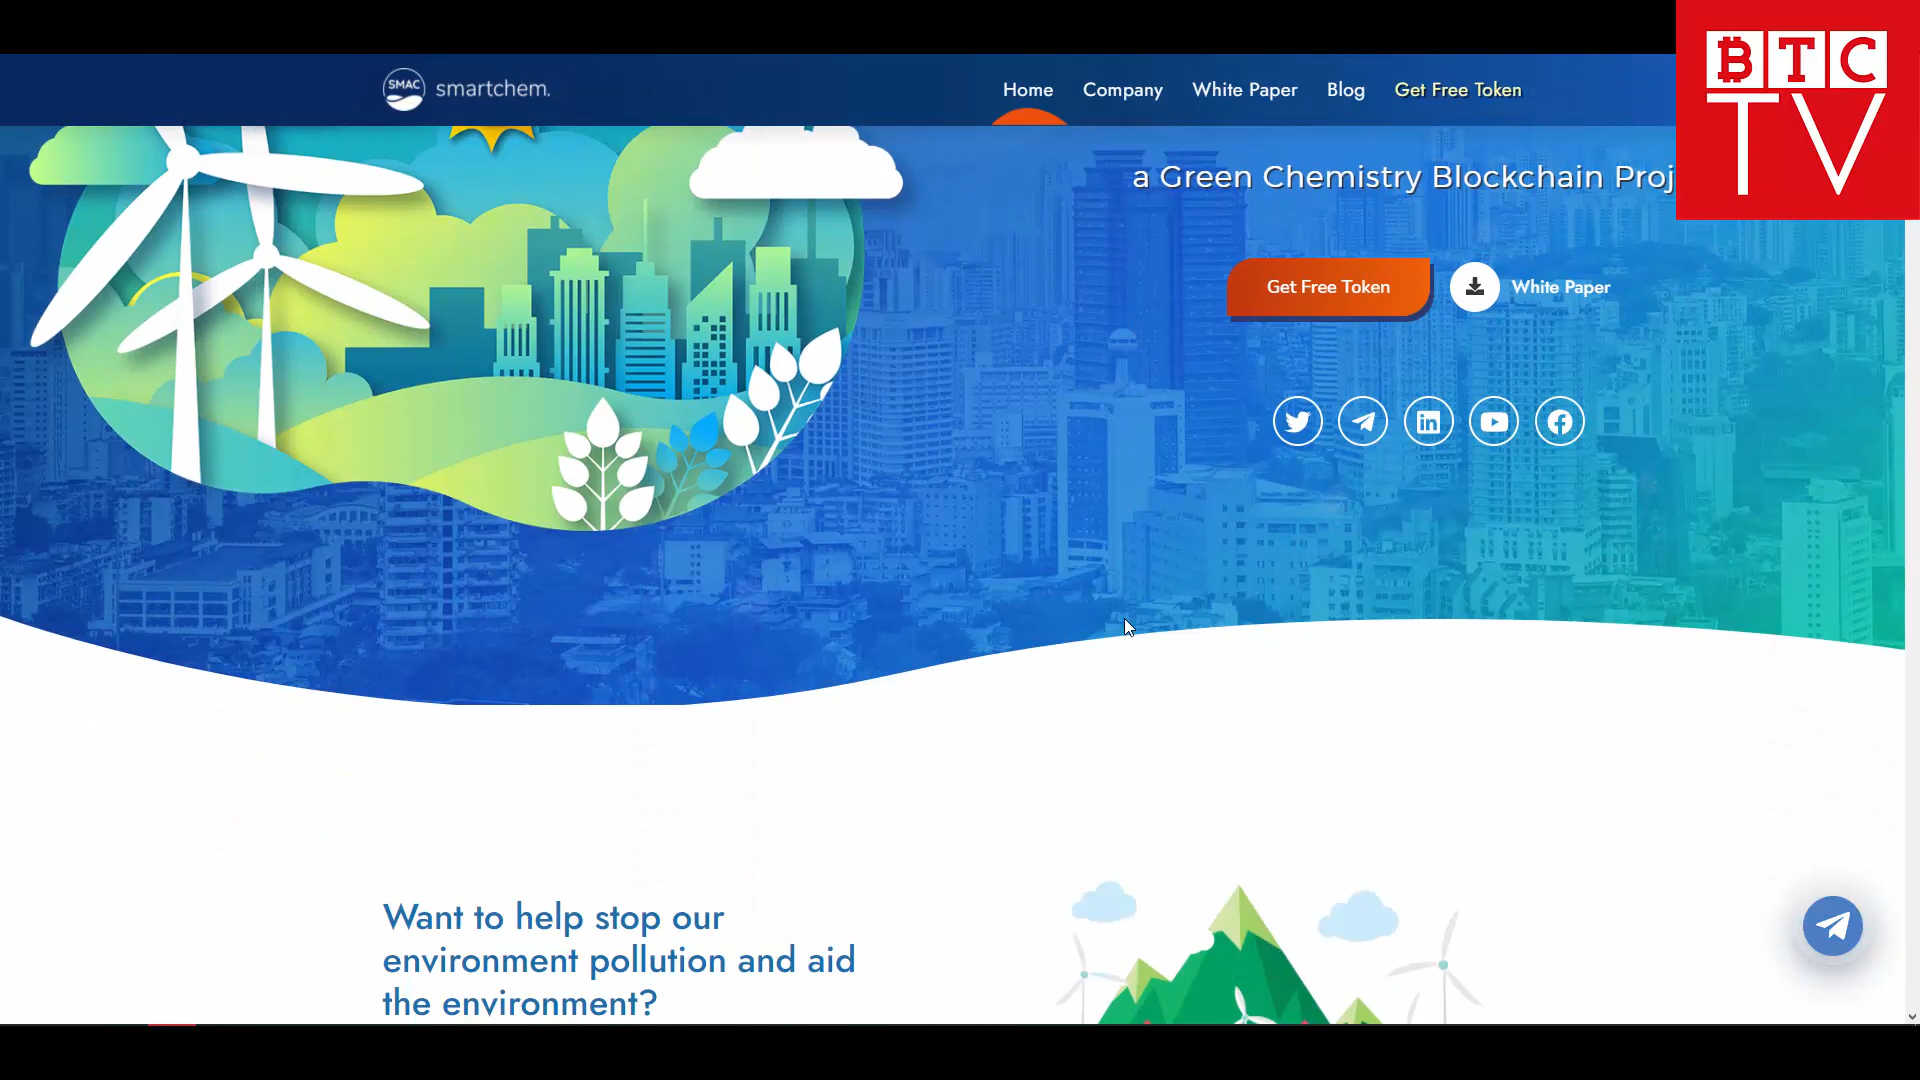 SMAC smartchem.
Home Company White Paper Blog Get Free Token
BTC
TV
a Green Chemistry Blockchain Proj
Get Free Token White Paper
Want to help stop our
environment pollution and aid
the environment?